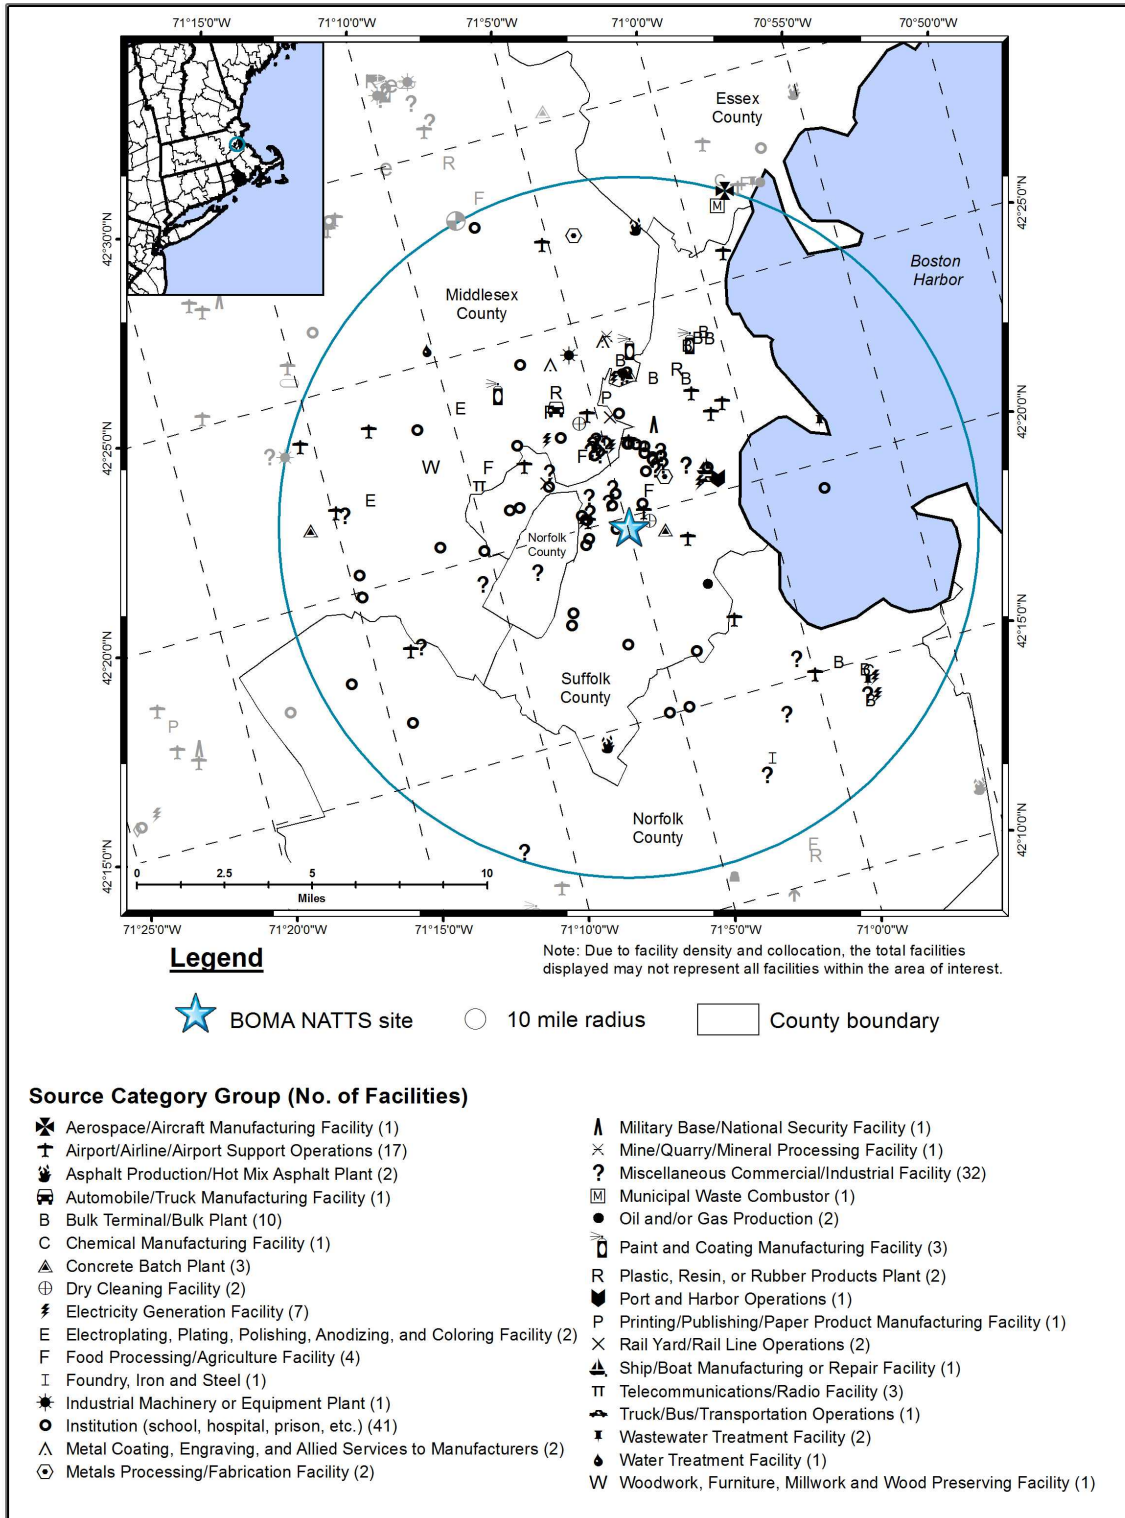 71°15'0"W 71°10'0"W 71°5'0"W 71°0'0"W 70°55'0"W 70°50'0"W
Essex
County
42°25'0"N
42°30'0"N
Boston
Harbor
Middlesex
County
42°20'0"N
42°25'0"N
Norfolk
County
42°15'0"N
42°20'0"N
Suffolk
County
Norfolk
County
42°10'0"N
42°15'0"N
0 2.5 5 10
Miles
71°25'0"W 71°20'0"W 71°15'0"W 71°10'0"W 71°50'0"W 71°0'0"W
Legend
Note: Due to facility density and collocation, the total facilities
displayed may not represent all facilities within the area of interest.
BOMA NATTS site 10 mile radius County boundary
Source Category Group (No. of Facilities)
Aerospace/Aircraft Manufacturing Facility (1)
Airport/Airline/Airport Support Operations (17)
Asphalt Production/Hot Mix Asphalt Plant (2)
Automobile/Truck Manufacturing Facility (1)
B Bulk Terminal/Bulk Plant (10)
C Chemical Manufacturing Facility (1)
Concrete Batch Plant (3)
Dry Cleaning Facility (2)
Electricity Generation Facility (7)
E Electroplating, Plating, Polishing, Anodizing, and Coloring Facility (2)
F Food Processing/Agriculture Facility (4)
I Foundry, Iron and Steel (1)
Industrial Machinery or Equipment Plant (1)
Institution (school, hospital, prison, etc.) (41)
Metal Coating, Engraving, and Allied Services to Manufacturers (2)
Metals Processing/Fabrication Facility (2)
Military Base/National Security Facility (1)
Mine/Quarry/Mineral Processing Facility (1)
? Miscellaneous Commercial/Industrial Facility (32)
M Municipal Waste Combustor (1)
Oil and/or Gas Production (2)
Paint and Coating Manufacturing Facility (3)
R Plastic, Resin, or Rubber Products Plant (2)
Port and Harbor Operations (1)
P Printing/Publishing/Paper Product Manufacturing Facility (1)
Rail Yard/Rail Line Operations (2)
Ship/Boat Manufacturing or Repair Facility (1)
Telecommunications/Radio Facility (3)
Truck/Bus/Transportation Operations (1)
Wastewater Treatment Facility (2)
Water Treatment Facility (1)
W Woodwork, Furniture, Millwork and Wood Preserving Facility (1)